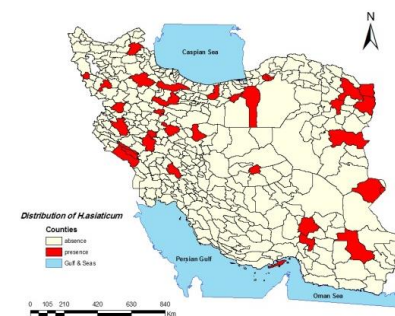 N
Caspian Sea
Distribution of H.asiaticum
Counties
absence
presence
Gulf & Seas
Persian Gulf
Oman Sea
0 105 210 420 630 840
Km